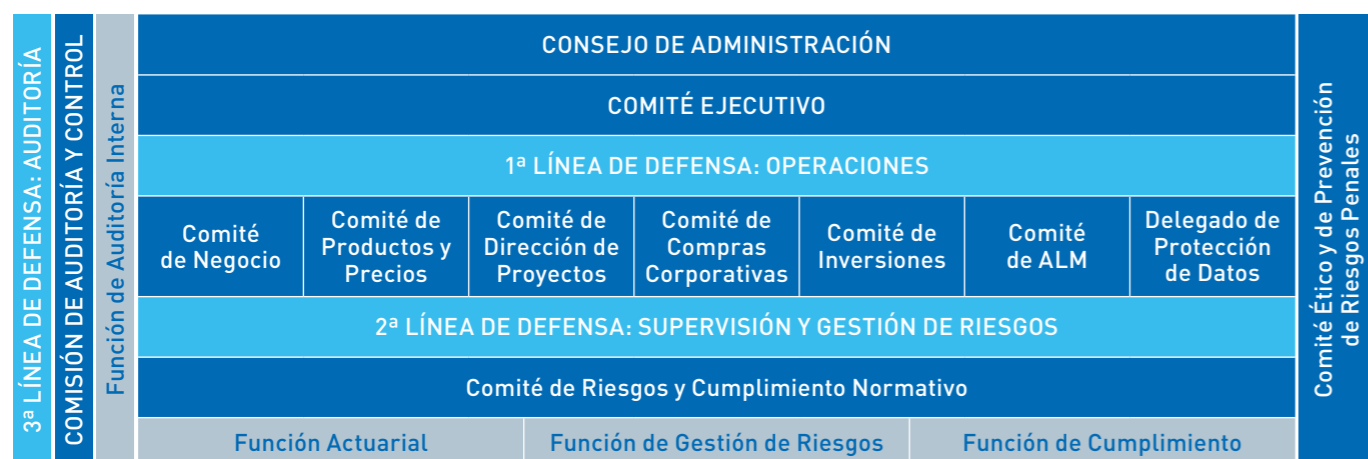 3ª LÍNEA DE DEFENSA: AUDITORÍA
COMISIÓN DE AUDITORÍA Y CONTROL
Función de Auditoría Interna
CONSEJO DE ADMINISTRACIÓN
COMITÉ EJECUTIVO
1ª LÍNEA DE DEFENSA: OPERACIONES
Comité
de Negocio
Comité de
Productos y
Precios
Comité de
Dirección de
Proyectos
Comité de
Compras
Corporativas
Comité de
Inversiones
Comité
de ALM
Delegado de
Protección
de Datos
2ª LÍNEA DE DEFENSA: SUPERVISIÓN Y GESTIÓN DE RIESGOS
Comité de Riesgos y Cumplimiento Normativo
Función Actuarial
Función de Gestión de Riesgos
Función de Cumplimiento
Comité Ético y de Prevención
de Riesgos Penales